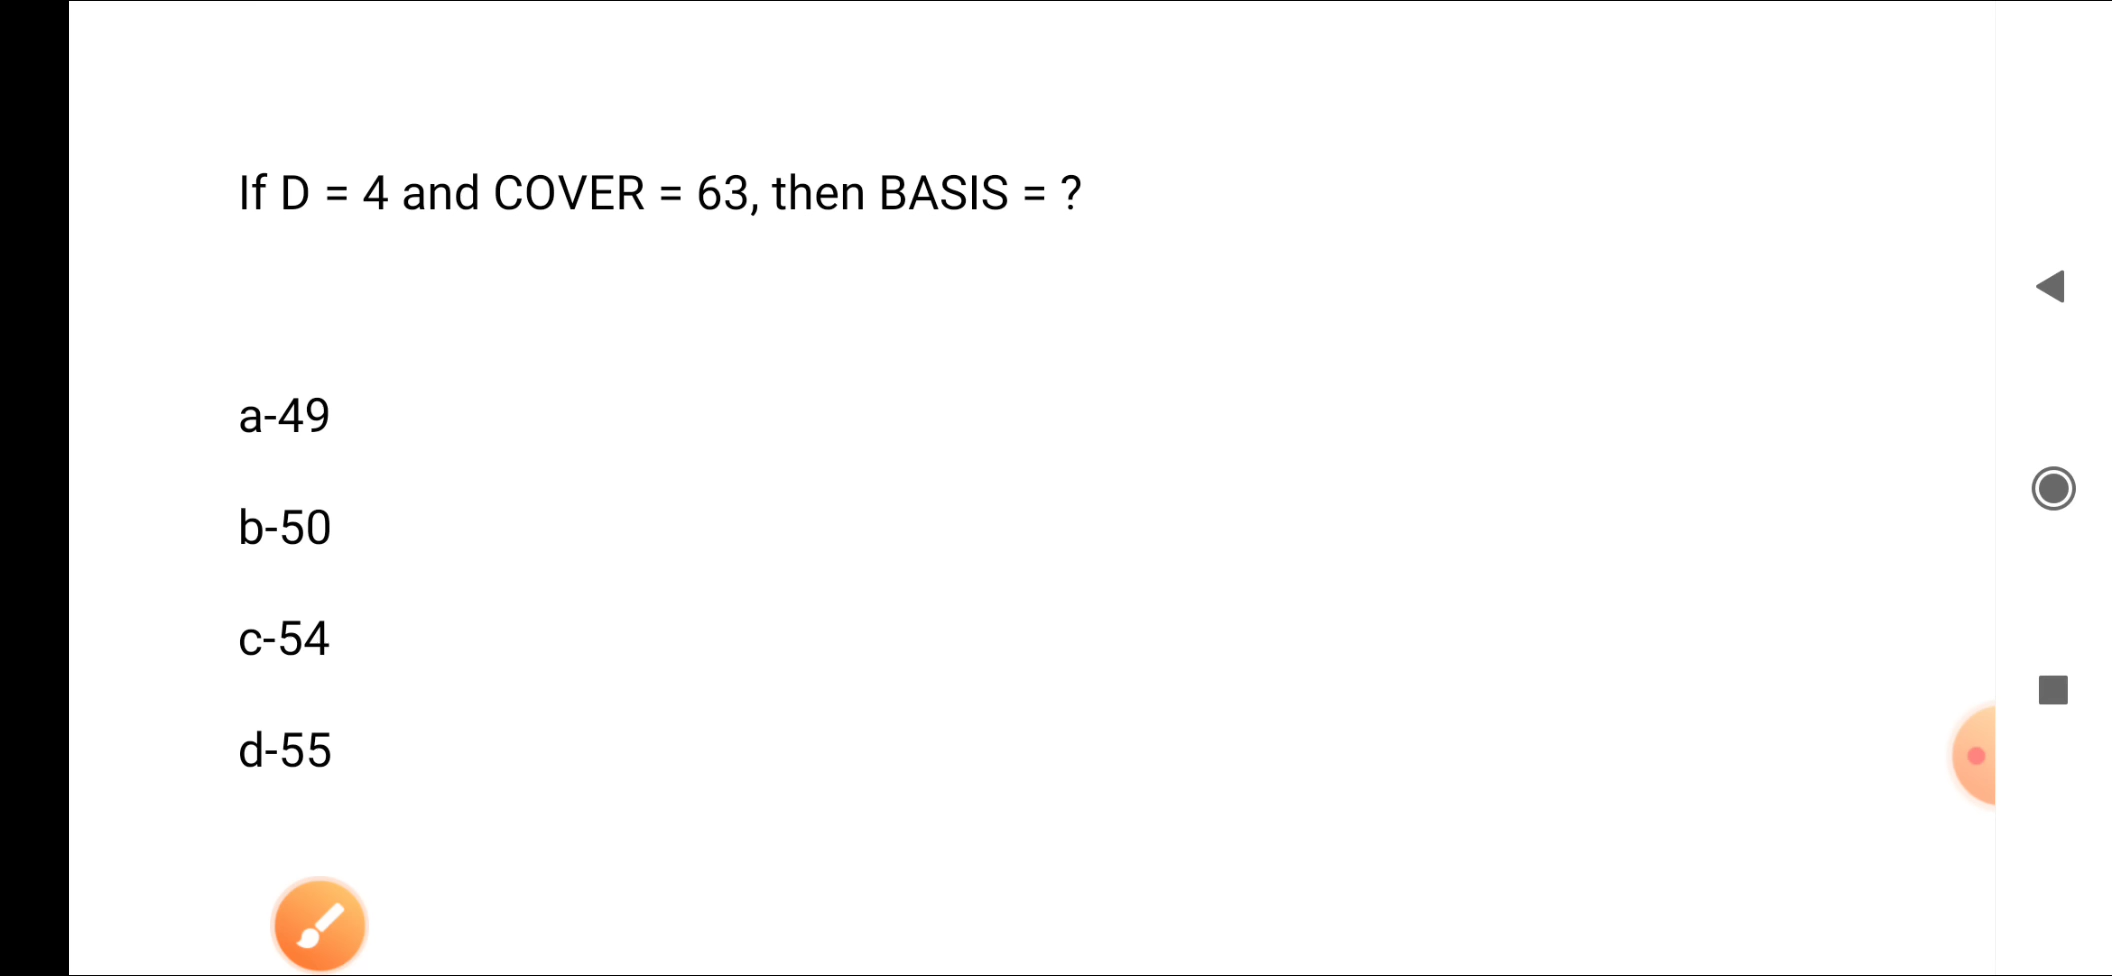 If D = 4 and COVER = 63, then BASIS = ?
a-49
b-50
c-54
d-55